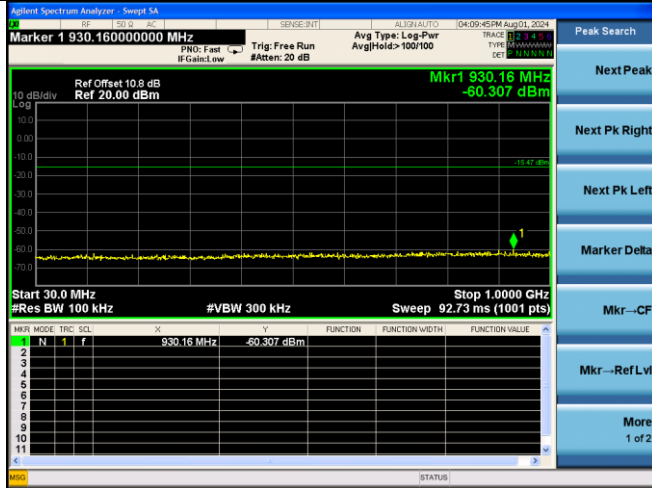 Agilent Spectrum Analyzer - Swept SA
RF 50 Ω AC SENSE:INT ALIGNAUTO 04:09:45PM Aug01, 2024
Marker 1 930.160000000 MHz
PNO: Fast
IFGain:Low
Trig: Free Run
#Atten: 20 dB
Avg Type: Log-Pwr
Avg|Hold:>100/100
TRACE 1 2 3 4 5 6
TYPE MWWWWW
DET P N N N N N
Ref Offset 10.8 dB
Ref 20.00 dBm
10 dB/div
Log
Mkr1 930.16 MHz
-60.307 dBm
10.0
0.00
-10.0
-15.47 dBm
-20.0
-30.0
-40.0
-50.0
-60.0
-70.0
1
Start 30.0 MHz
#Res BW 100 kHz
#VBW 300 kHz
Stop 1.0000 GHz
Sweep 92.73 ms (1001 pts)
MKR MODE TRC SCL X Y FUNCTION FUNCTION WIDTH FUNCTION VALUE
1 N 1 f 930.16 MHz -60.307 dBm
2
3
4
5
6
7
8
9
10
11
MSG STATUS
Peak Search
Next Peak
Next Pk Right
Next Pk Left
Marker Delta
Mkr→CF
Mkr→Ref Lvl
More
1 of 2